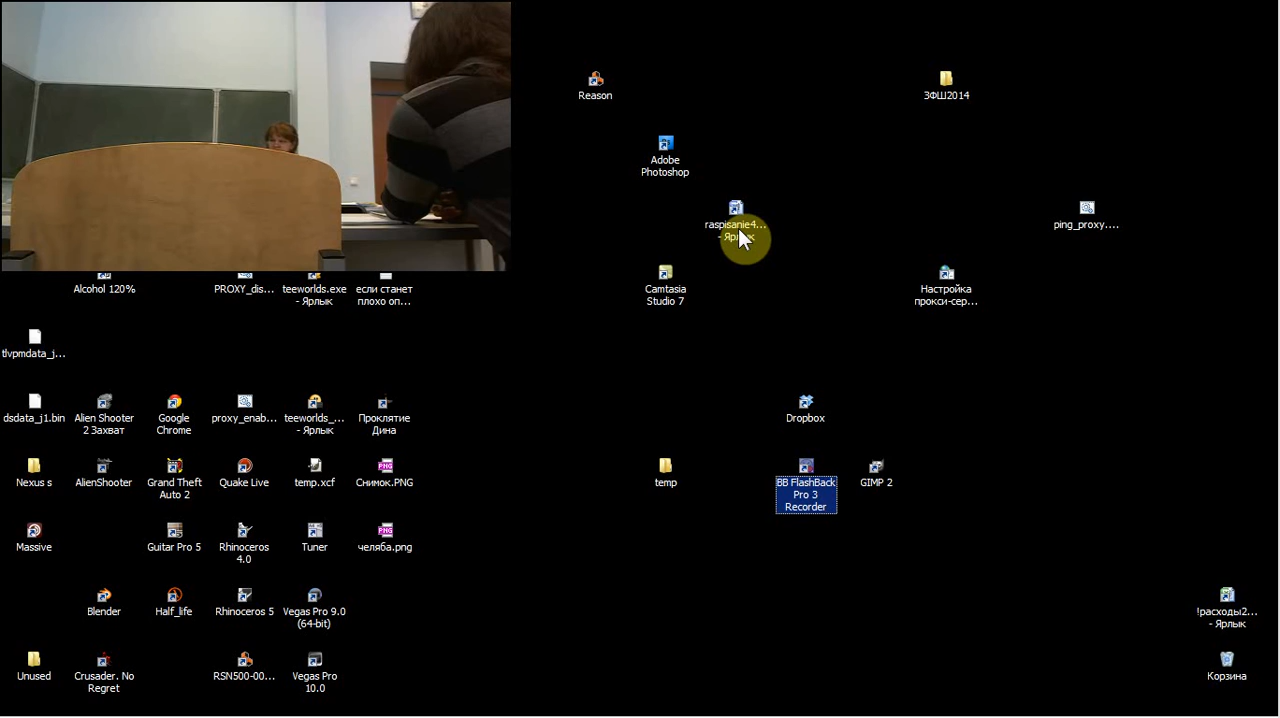 Reason
ЗФШ2014
Adobe
Photoshop
raspisanie4...
- Ярлык
ping_proxy....
Alcohol 120%
PROXY_dis...
teeworlds.exe
- Ярлык
если станет
плохо оп...
Camtasia
Studio 7
Настройка
прокси-сер...
tlvpmdata_j...
dsdata_j1.bin
Alien Shooter
2 Захват
Google
Chrome
proxy_enab...
teeworlds_...
- Ярлык
Проклятие
Дина
Dropbox
Nexus s
AlienShooter
Grand Theft
Auto 2
Quake Live
temp.xcf
PNG
Снимок.PNG
temp
BB FlashBack
Pro 3
Recorder
GIMP 2
Massive
Guitar Pro 5
Rhinoceros
4.0
Tuner
PNG
челяба.png
Blender
Half_life
Rhinoceros 5
Vegas Pro 9.0
(64-bit)
!расходы2...
- Ярлык
Unused
Crusader. No
Regret
RSN500-00...
Vegas Pro
10.0
Корзина